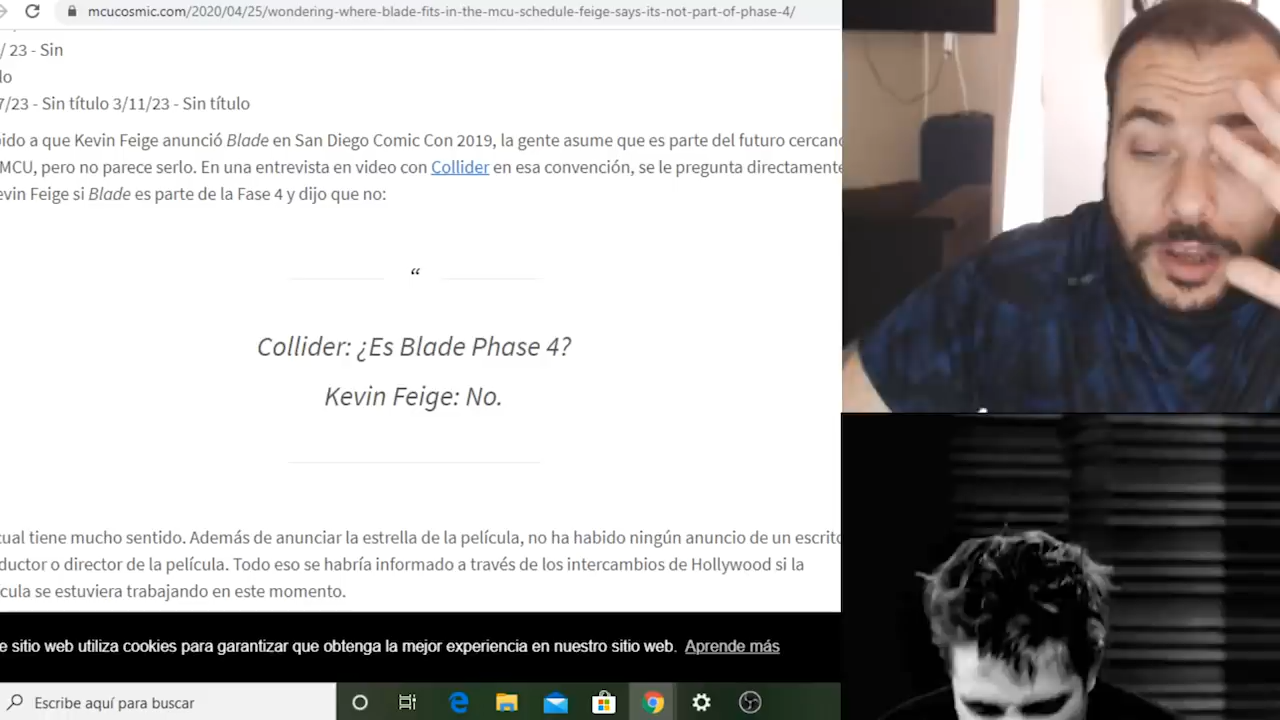 mcucosmic.com/2020/04/25/wondering-where-blade-fits-in-the-mcu-schedule-feige-says-its-not-part-of-phase-4/
/ 23 - Sin
lo
7/23 - Sin título 3/11/23 - Sin título
bido a que Kevin Feige anunció Blade en San Diego Comic Con 2019, la gente asume que es parte del futuro cercano
MCU, pero no parece serlo. En una entrevista en video con Collider en esa convención, se le pregunta directamente
evin Feige si Blade es parte de la Fase 4 y dijo que no:
“
Collider: ¿Es Blade Phase 4?
Kevin Feige: No.
cual tiene mucho sentido. Además de anunciar la estrella de la película, no ha habido ningún anuncio de un escrito
ductor o director de la película. Todo eso se habría informado a través de los intercambios de Hollywood si la
cula se estuviera trabajando en este momento.
e sitio web utiliza cookies para garantizar que obtenga la mejor experiencia en nuestro sitio web. Aprende más
Escribe aquí para buscar